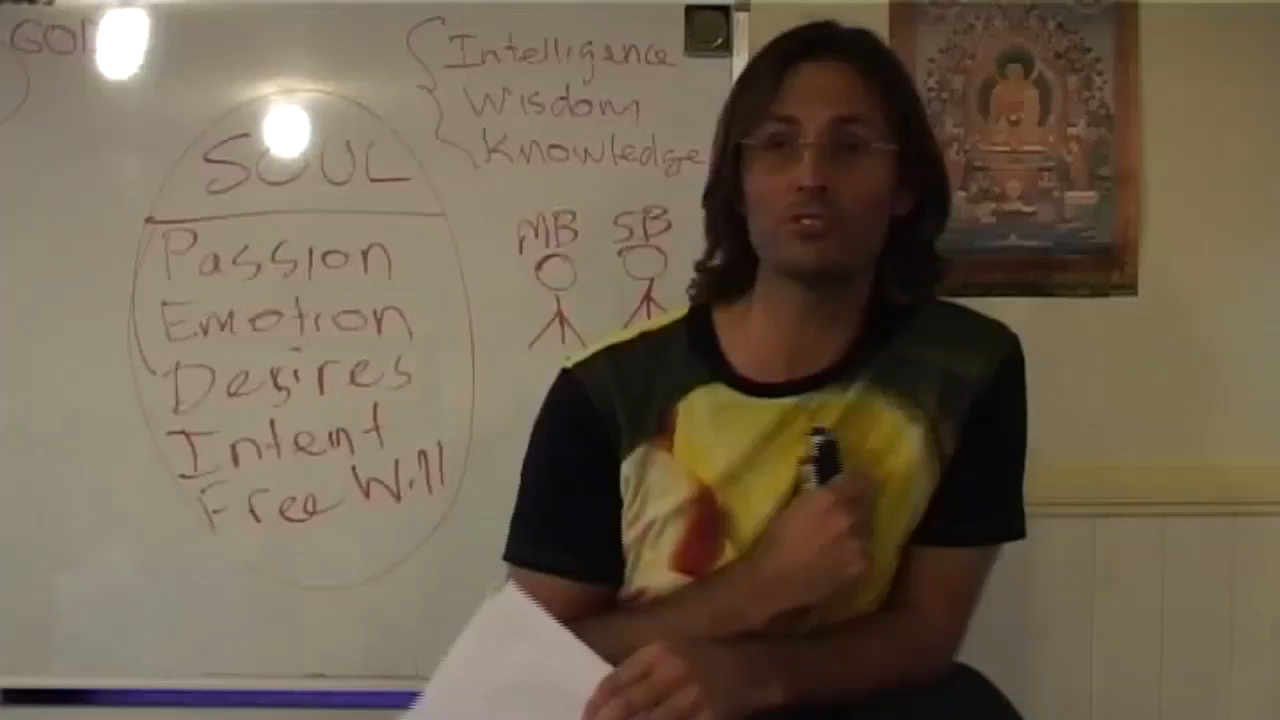 GOD
Intelligence
Wisdom
Knowledge
SOUL
Passion
Emotion
Desires
Intent
Free Will
MB SB